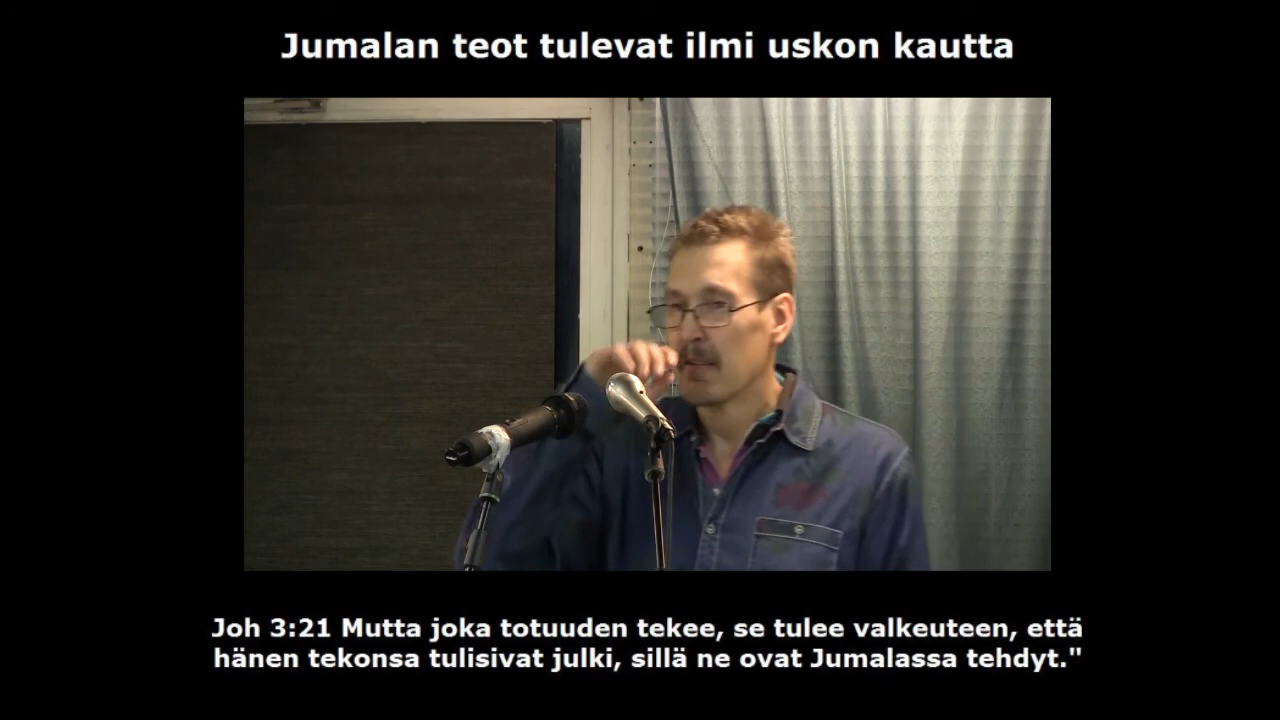 Jumalan teot tulevat ilmi uskon kautta
Joh 3:21 Mutta joka totuuden tekee, se tulee valkeuteen, että
hänen tekonsa tulisivat julki, sillä ne ovat Jumalassa tehdyt."